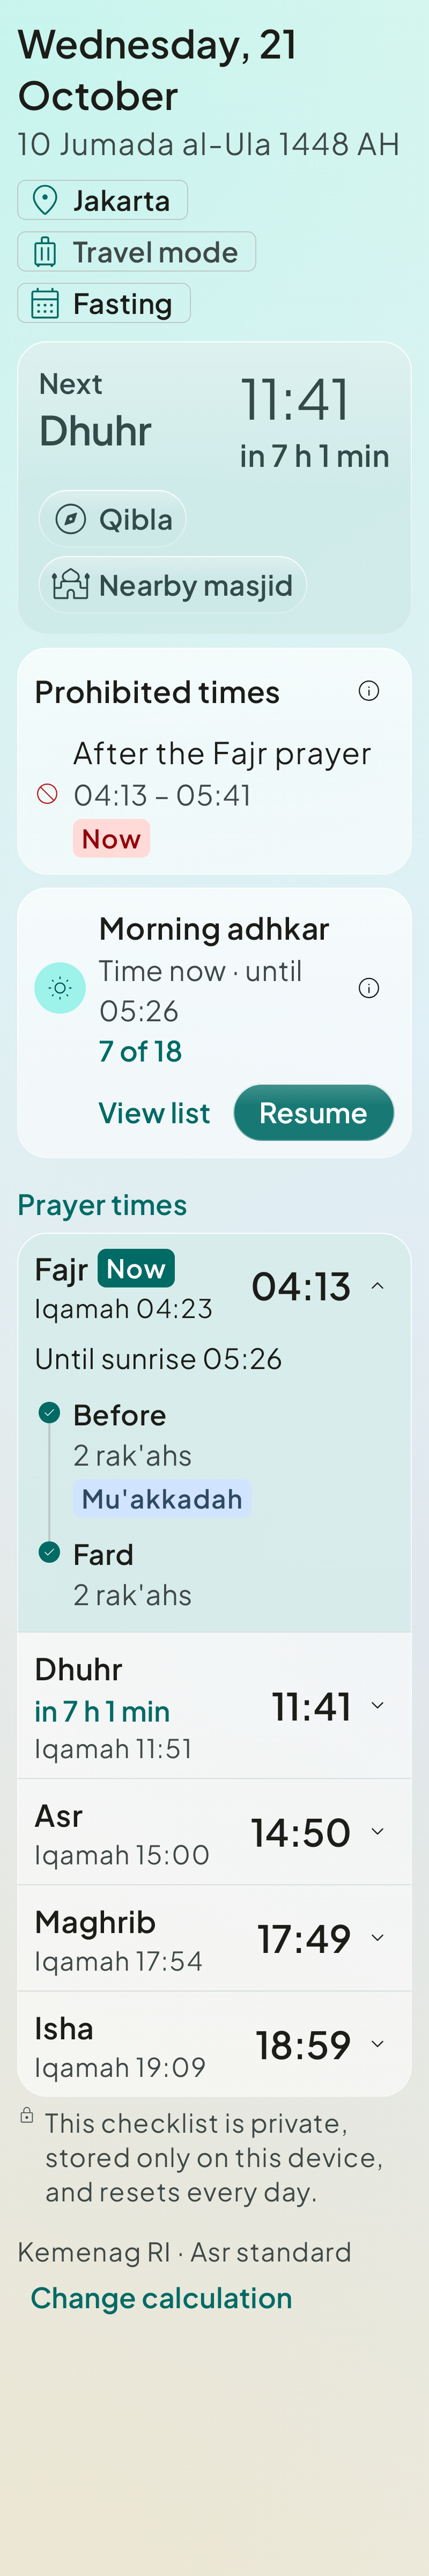 Wednesday, 21
October
10 Jumada al-Ula 1448 AH
Jakarta
Travel mode
Fasting
Next
Dhuhr
11:41
in 7 h 1 min
Qibla
Nearby masjid
Prohibited times
After the Fajr prayer
04:13 – 05:41
Now
Morning adhkar
Time now · until
05:26
7 of 18
View list
Resume
Prayer times
Fajr Now
Iqamah 04:23
04:13
Until sunrise 05:26
Before
2 rak'ahs
Mu'akkadah
Fard
2 rak'ahs
Dhuhr
in 7 h 1 min
Iqamah 11:51
11:41
Asr
Iqamah 15:00
14:50
Maghrib
Iqamah 17:54
17:49
Isha
Iqamah 19:09
18:59
This checklist is private,
stored only on this device,
and resets every day.
Kemenag RI · Asr standard
Change calculation